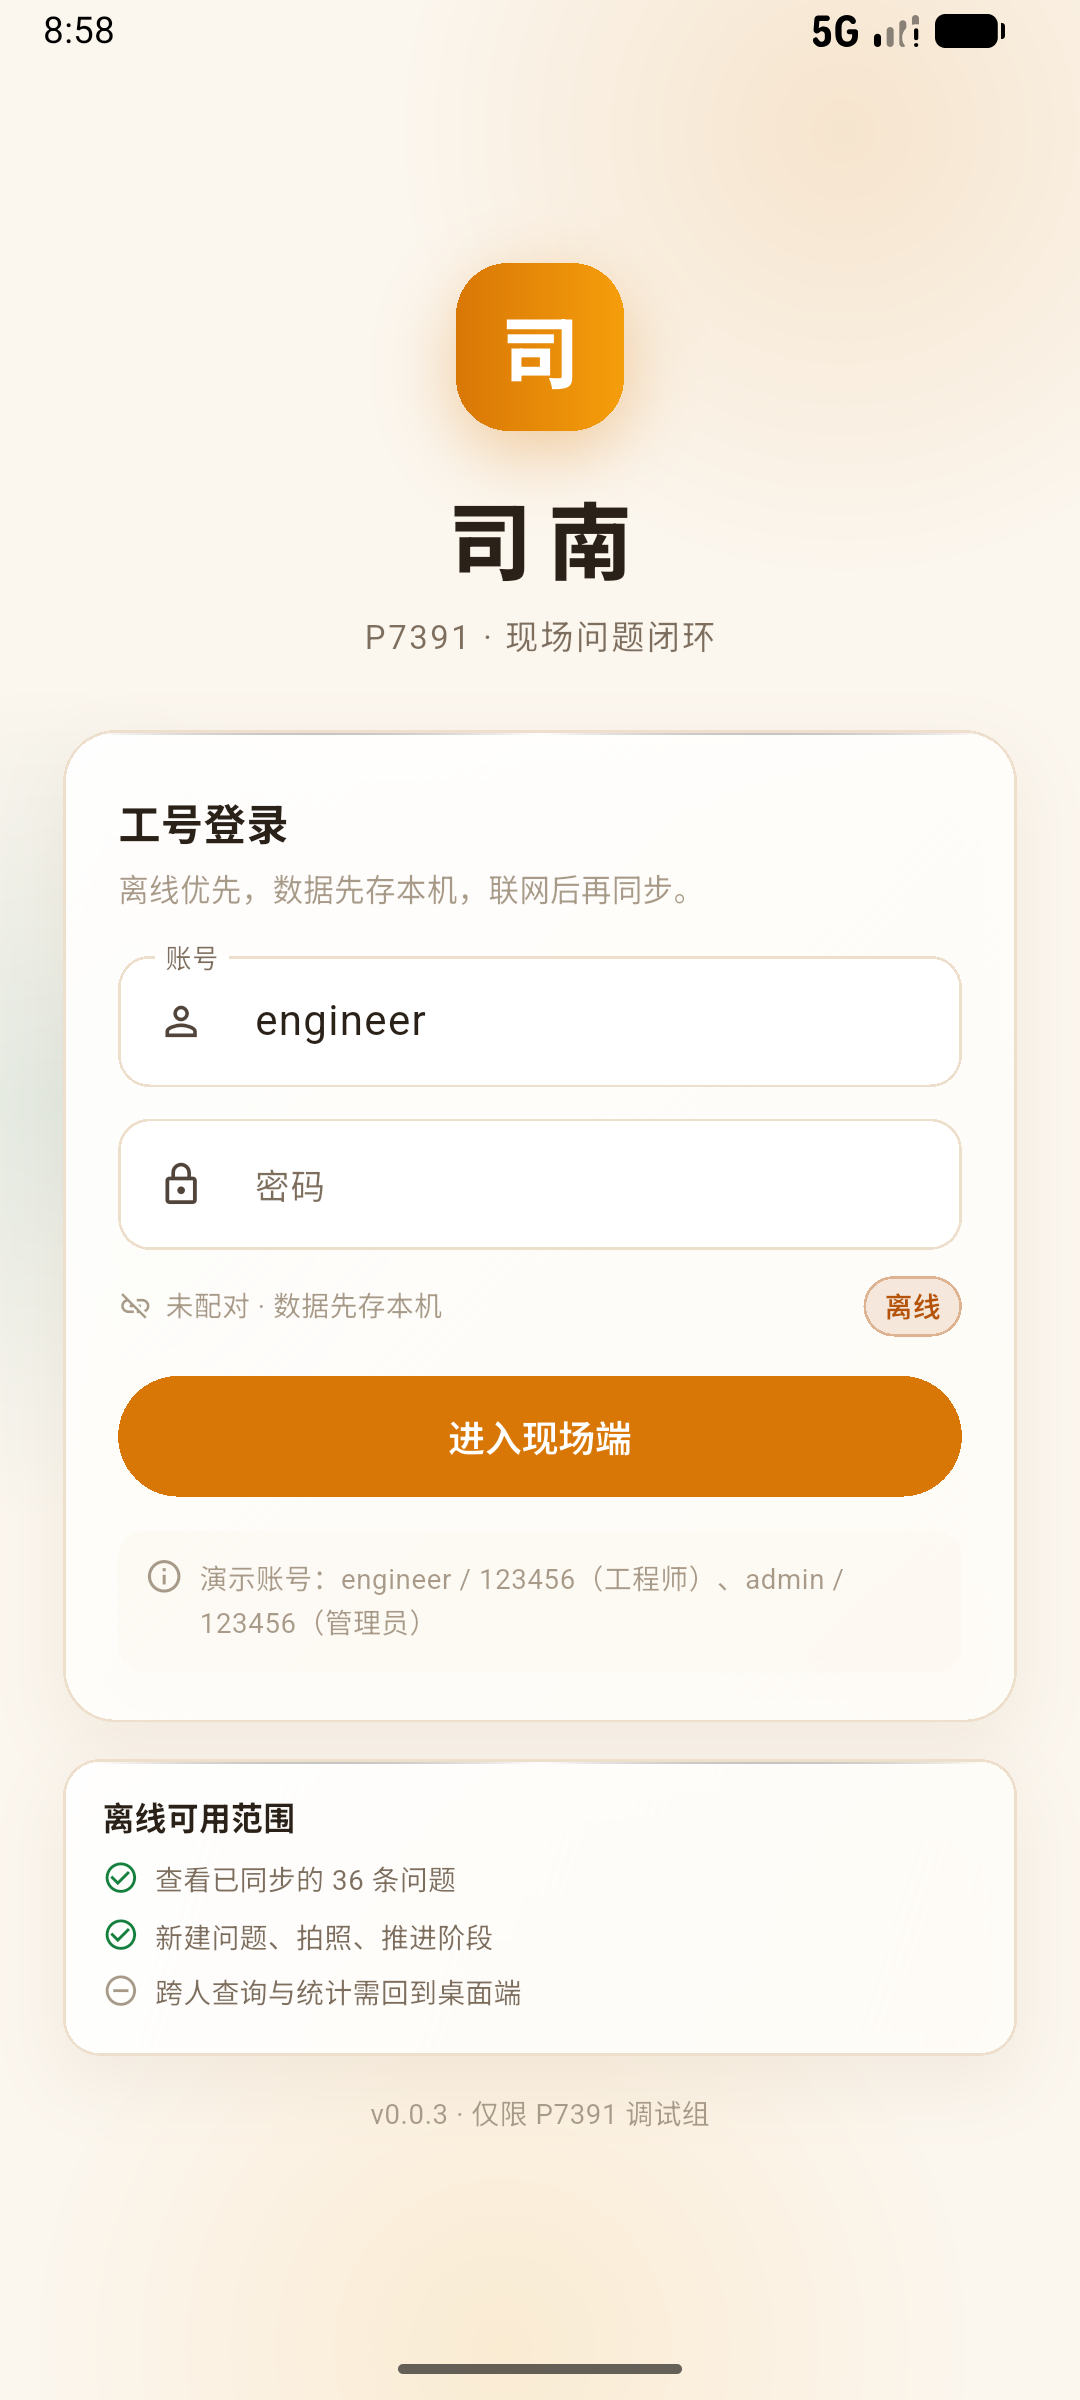 8:58
5G
司
司南
P7391 · 现场问题闭环
工号登录
离线优先，数据先存本机，联网后再同步。
账号
engineer
密码
未配对 · 数据先存本机
离线
进入现场端
演示账号：engineer / 123456（工程师）、admin /
123456（管理员）
离线可用范围
查看已同步的 36 条问题
新建问题、拍照、推进阶段
跨人查询与统计需回到桌面端
v0.0.3 · 仅限 P7391 调试组